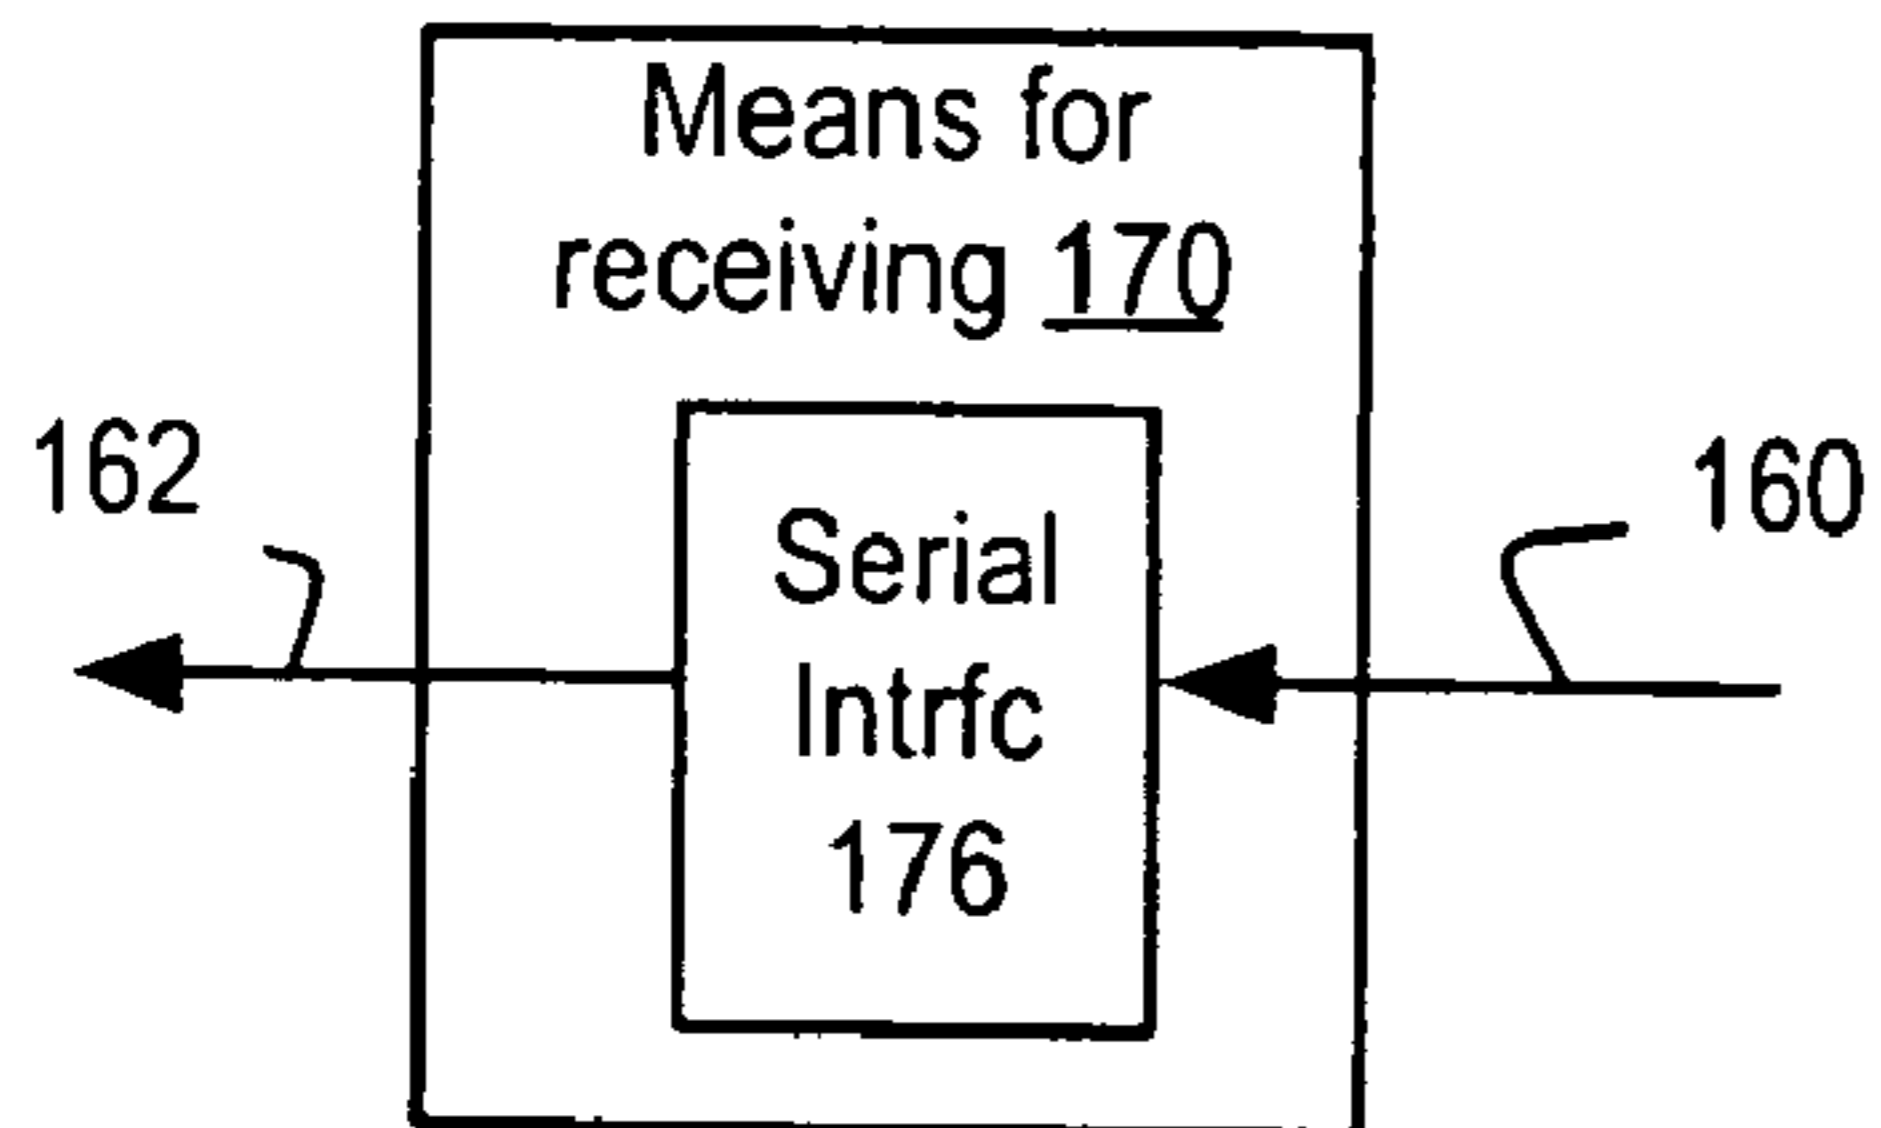 Means for
receiving 170
162
160
Serial
Intrfc
176